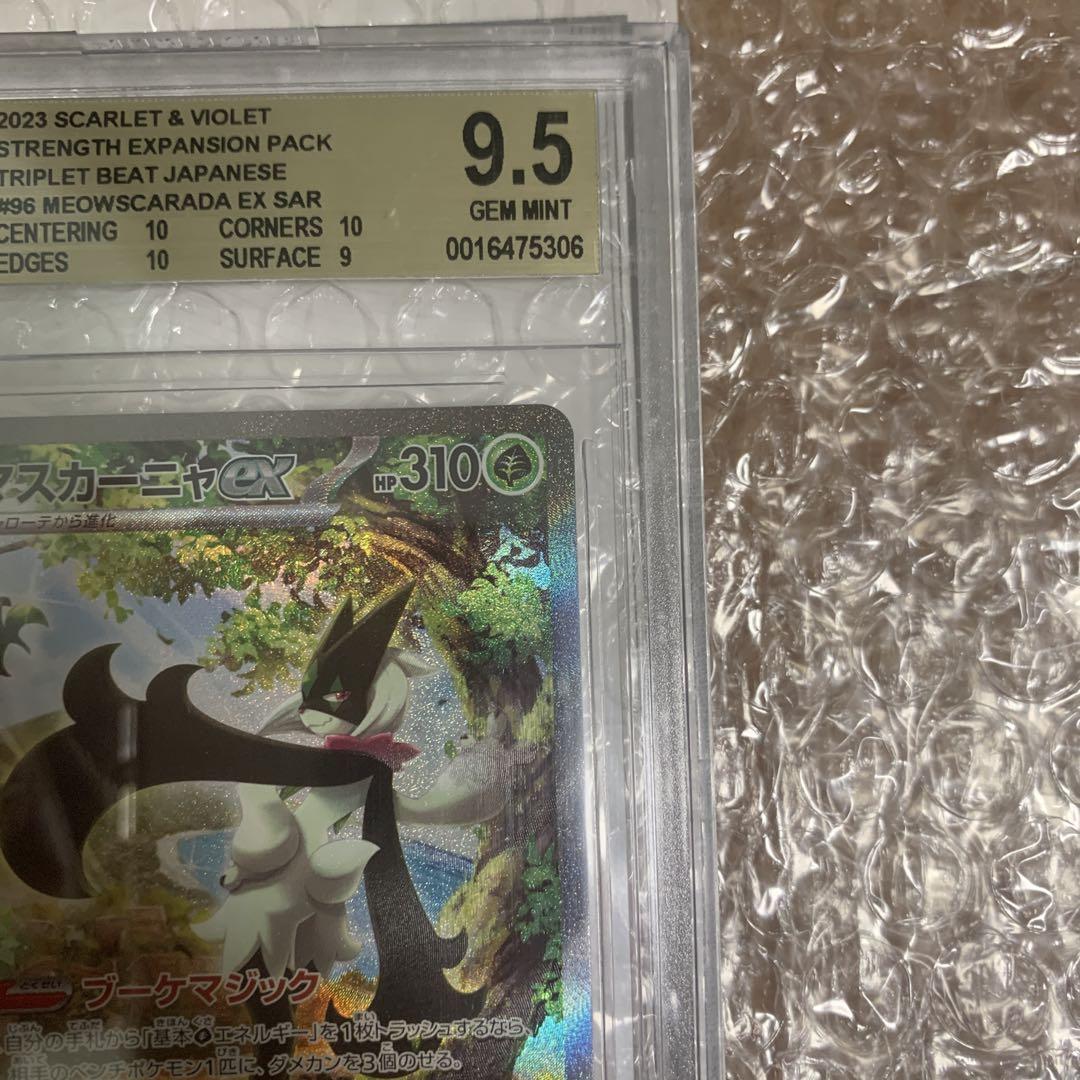 2023 SCARLET & VIOLET
STRENGTH EXPANSION PACK
TRIPLET BEAT JAPANESE
#96 MEOWSCARADA EX SAR
CENTERING 10 CORNERS 10
EDGES 10 SURFACE 9
9.5
GEM MINT
0016475306
マスカーニャex
HP310
ローテから進化
とくせい
ブーケマジック
自分の手札から「基本エネルギー」を1枚トラッシュするなら、
相手のベンチポケモン1匹に、ダメカンを3個のせる。